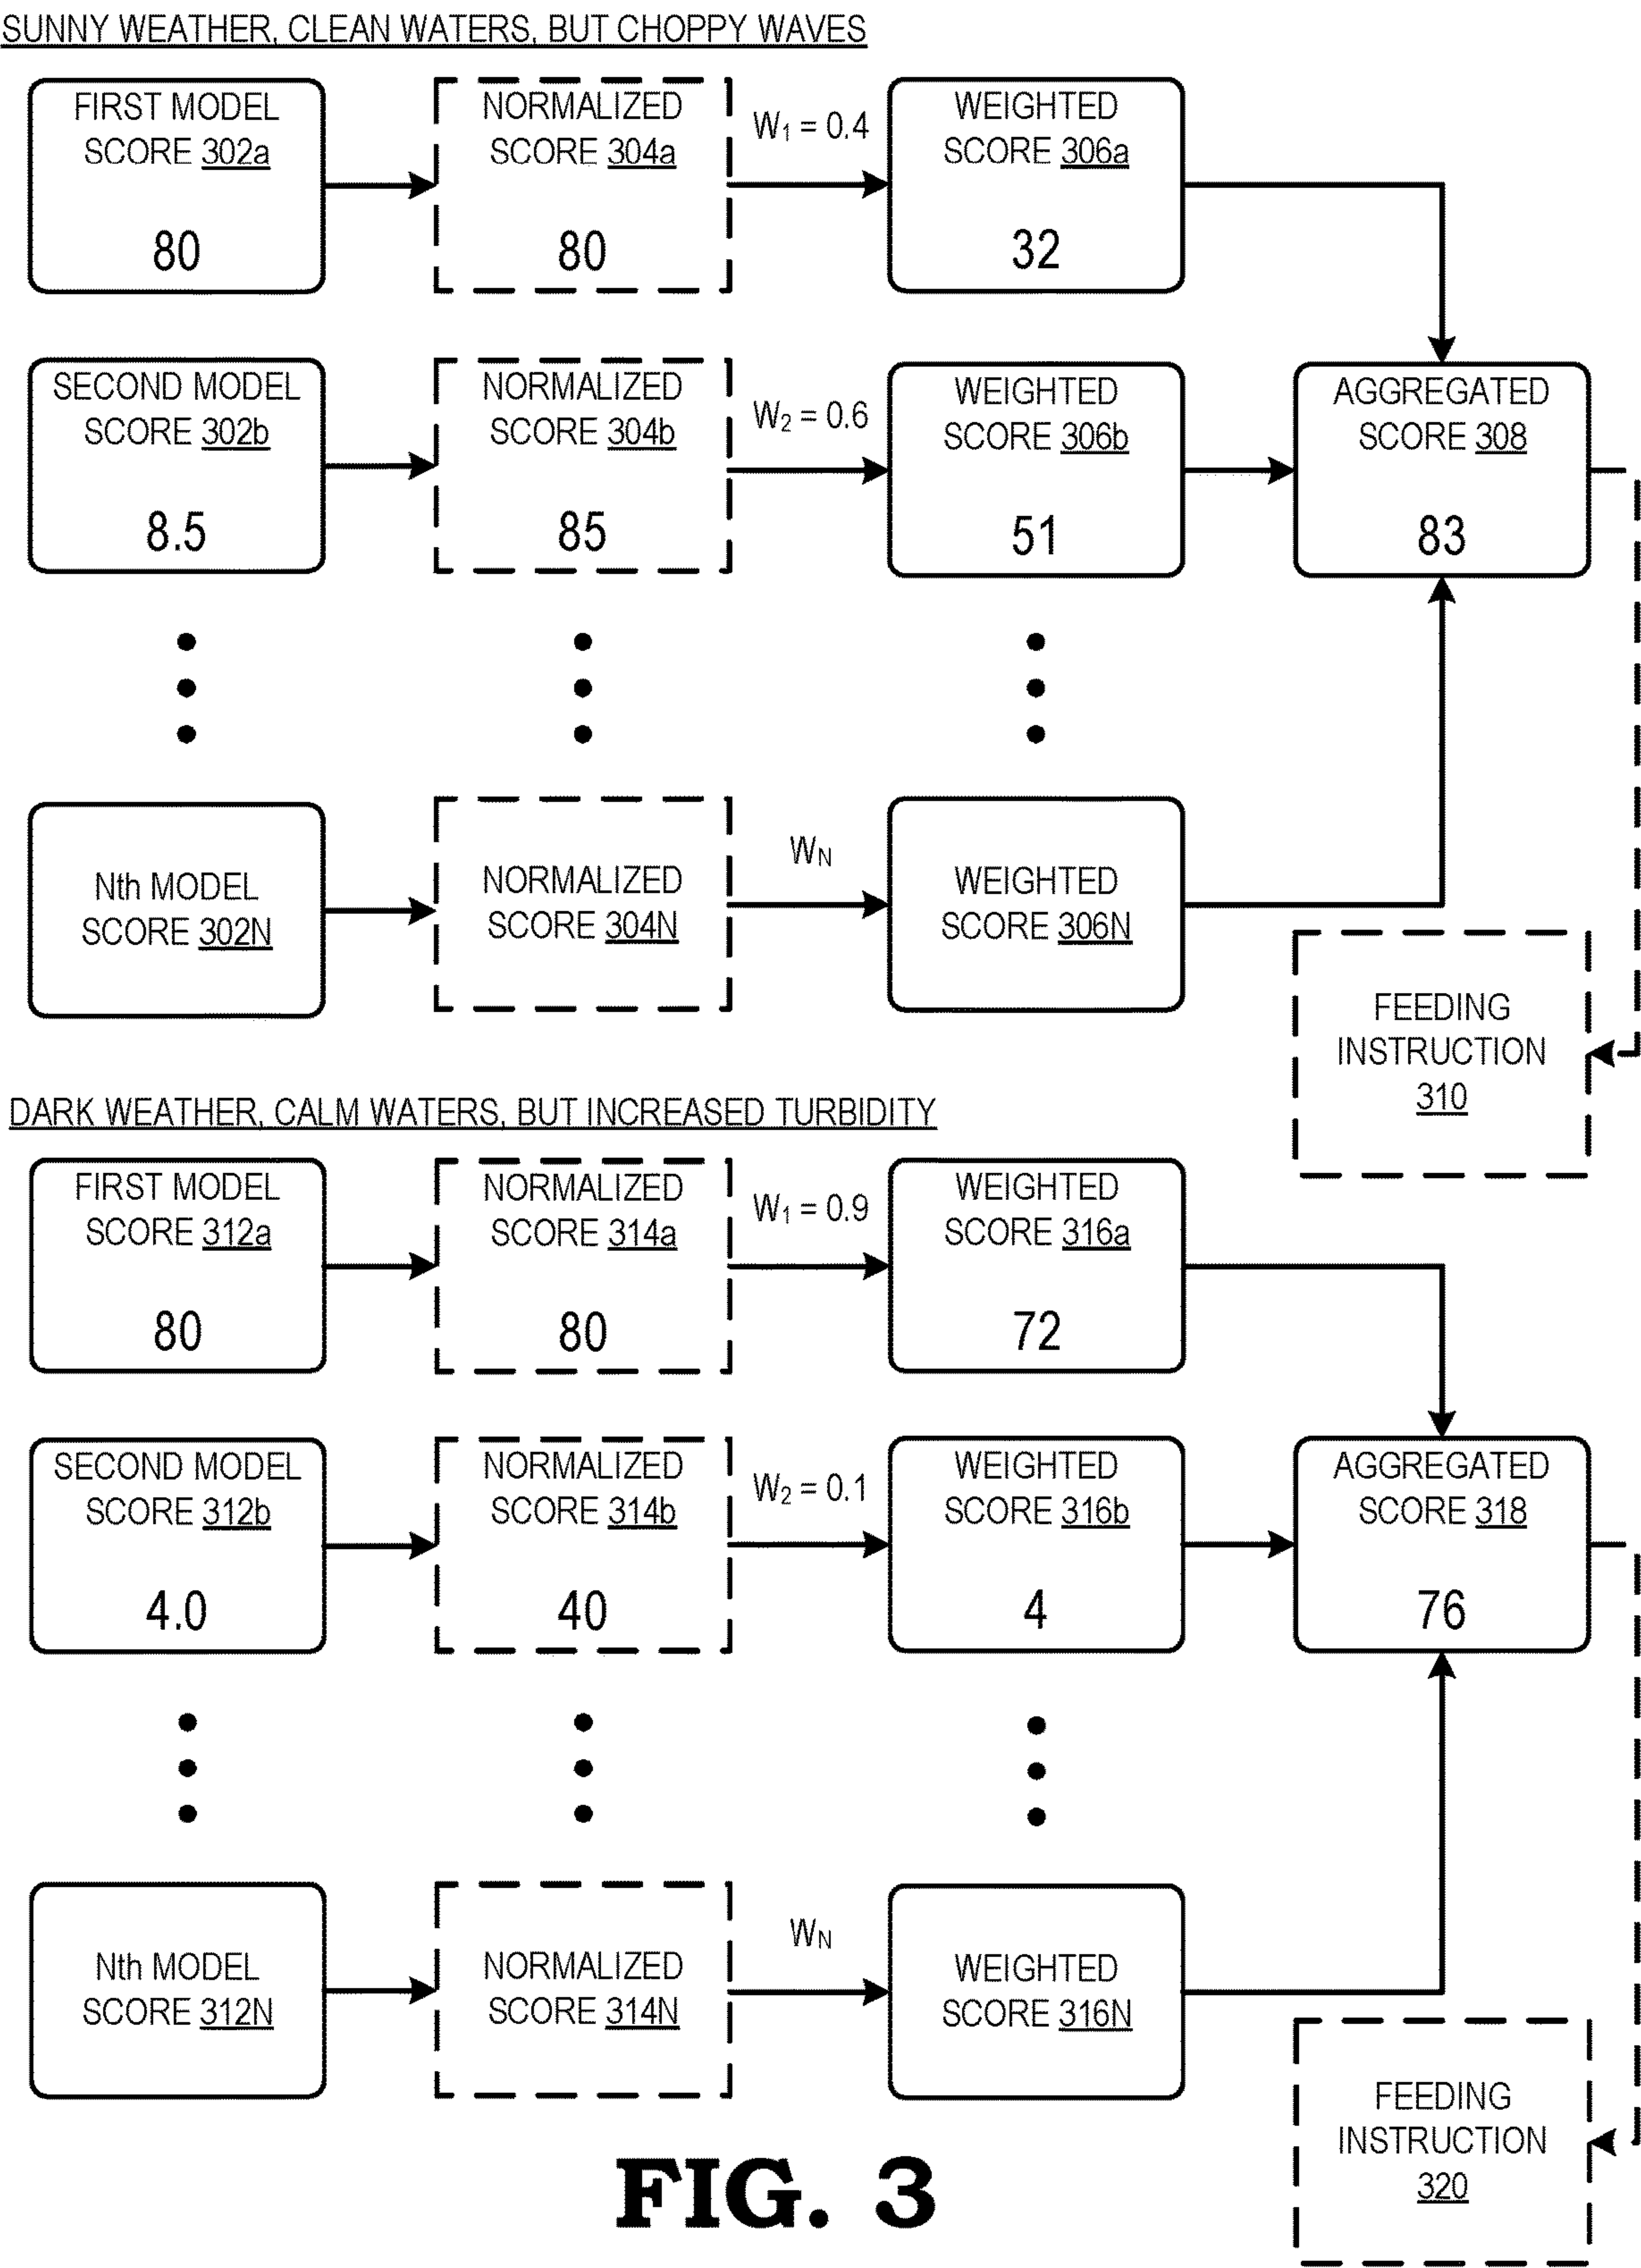 SUNNY WEATHER, CLEAN WATERS, BUT CHOPPY WAVES
FIRST MODEL
SCORE 302a
80
NORMALIZED
SCORE 304a
80
W1 = 0.4
WEIGHTED
SCORE 306a
32
SECOND MODEL
SCORE 302b
8.5
NORMALIZED
SCORE 304b
85
W2 = 0.6
WEIGHTED
SCORE 306b
51
AGGREGATED
SCORE 308
83
Nth MODEL
SCORE 302N
NORMALIZED
SCORE 304N
WN
WEIGHTED
SCORE 306N
FEEDING
INSTRUCTION
310
DARK WEATHER, CALM WATERS, BUT INCREASED TURBIDITY
FIRST MODEL
SCORE 312a
80
NORMALIZED
SCORE 314a
80
W1 = 0.9
WEIGHTED
SCORE 316a
72
SECOND MODEL
SCORE 312b
4.0
NORMALIZED
SCORE 314b
40
W2 = 0.1
WEIGHTED
SCORE 316b
4
AGGREGATED
SCORE 318
76
Nth MODEL
SCORE 312N
NORMALIZED
SCORE 314N
WN
WEIGHTED
SCORE 316N
FEEDING
INSTRUCTION
320
FIG. 3